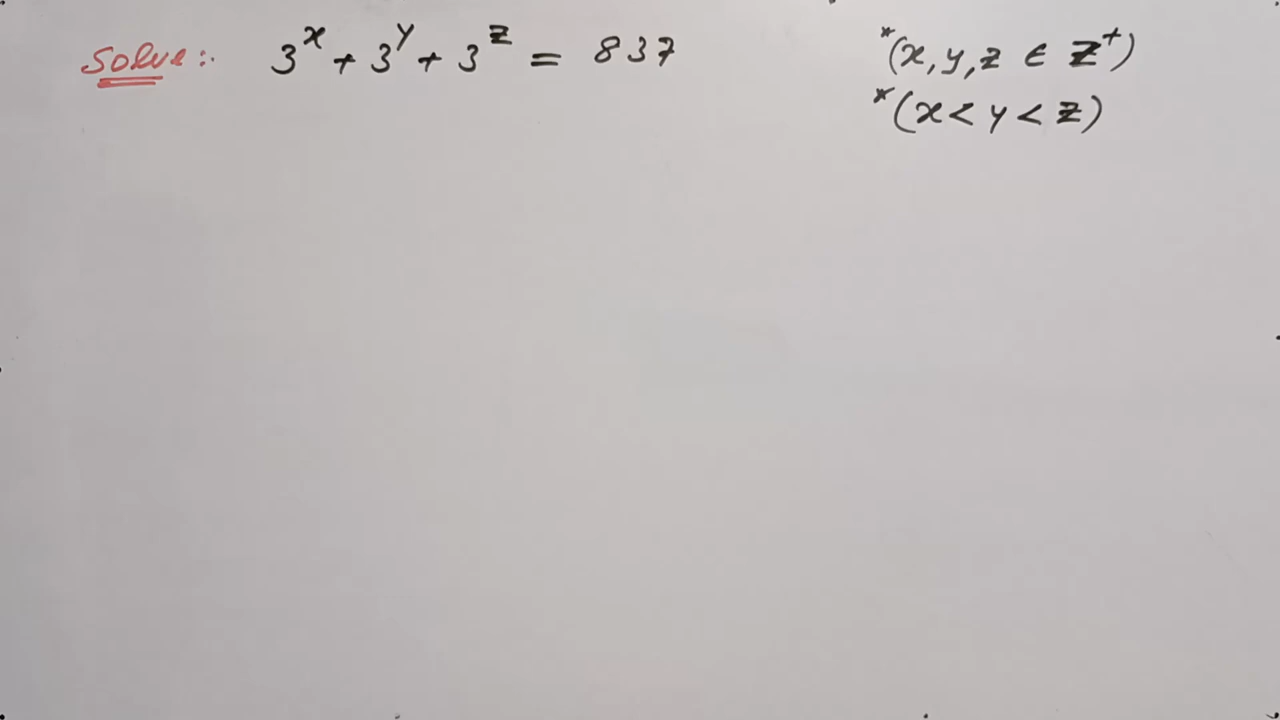 Solve:. 3^x + 3^y + 3^z = 837 *(x, y, z ∈ Z⁺)
*(x < y < z)